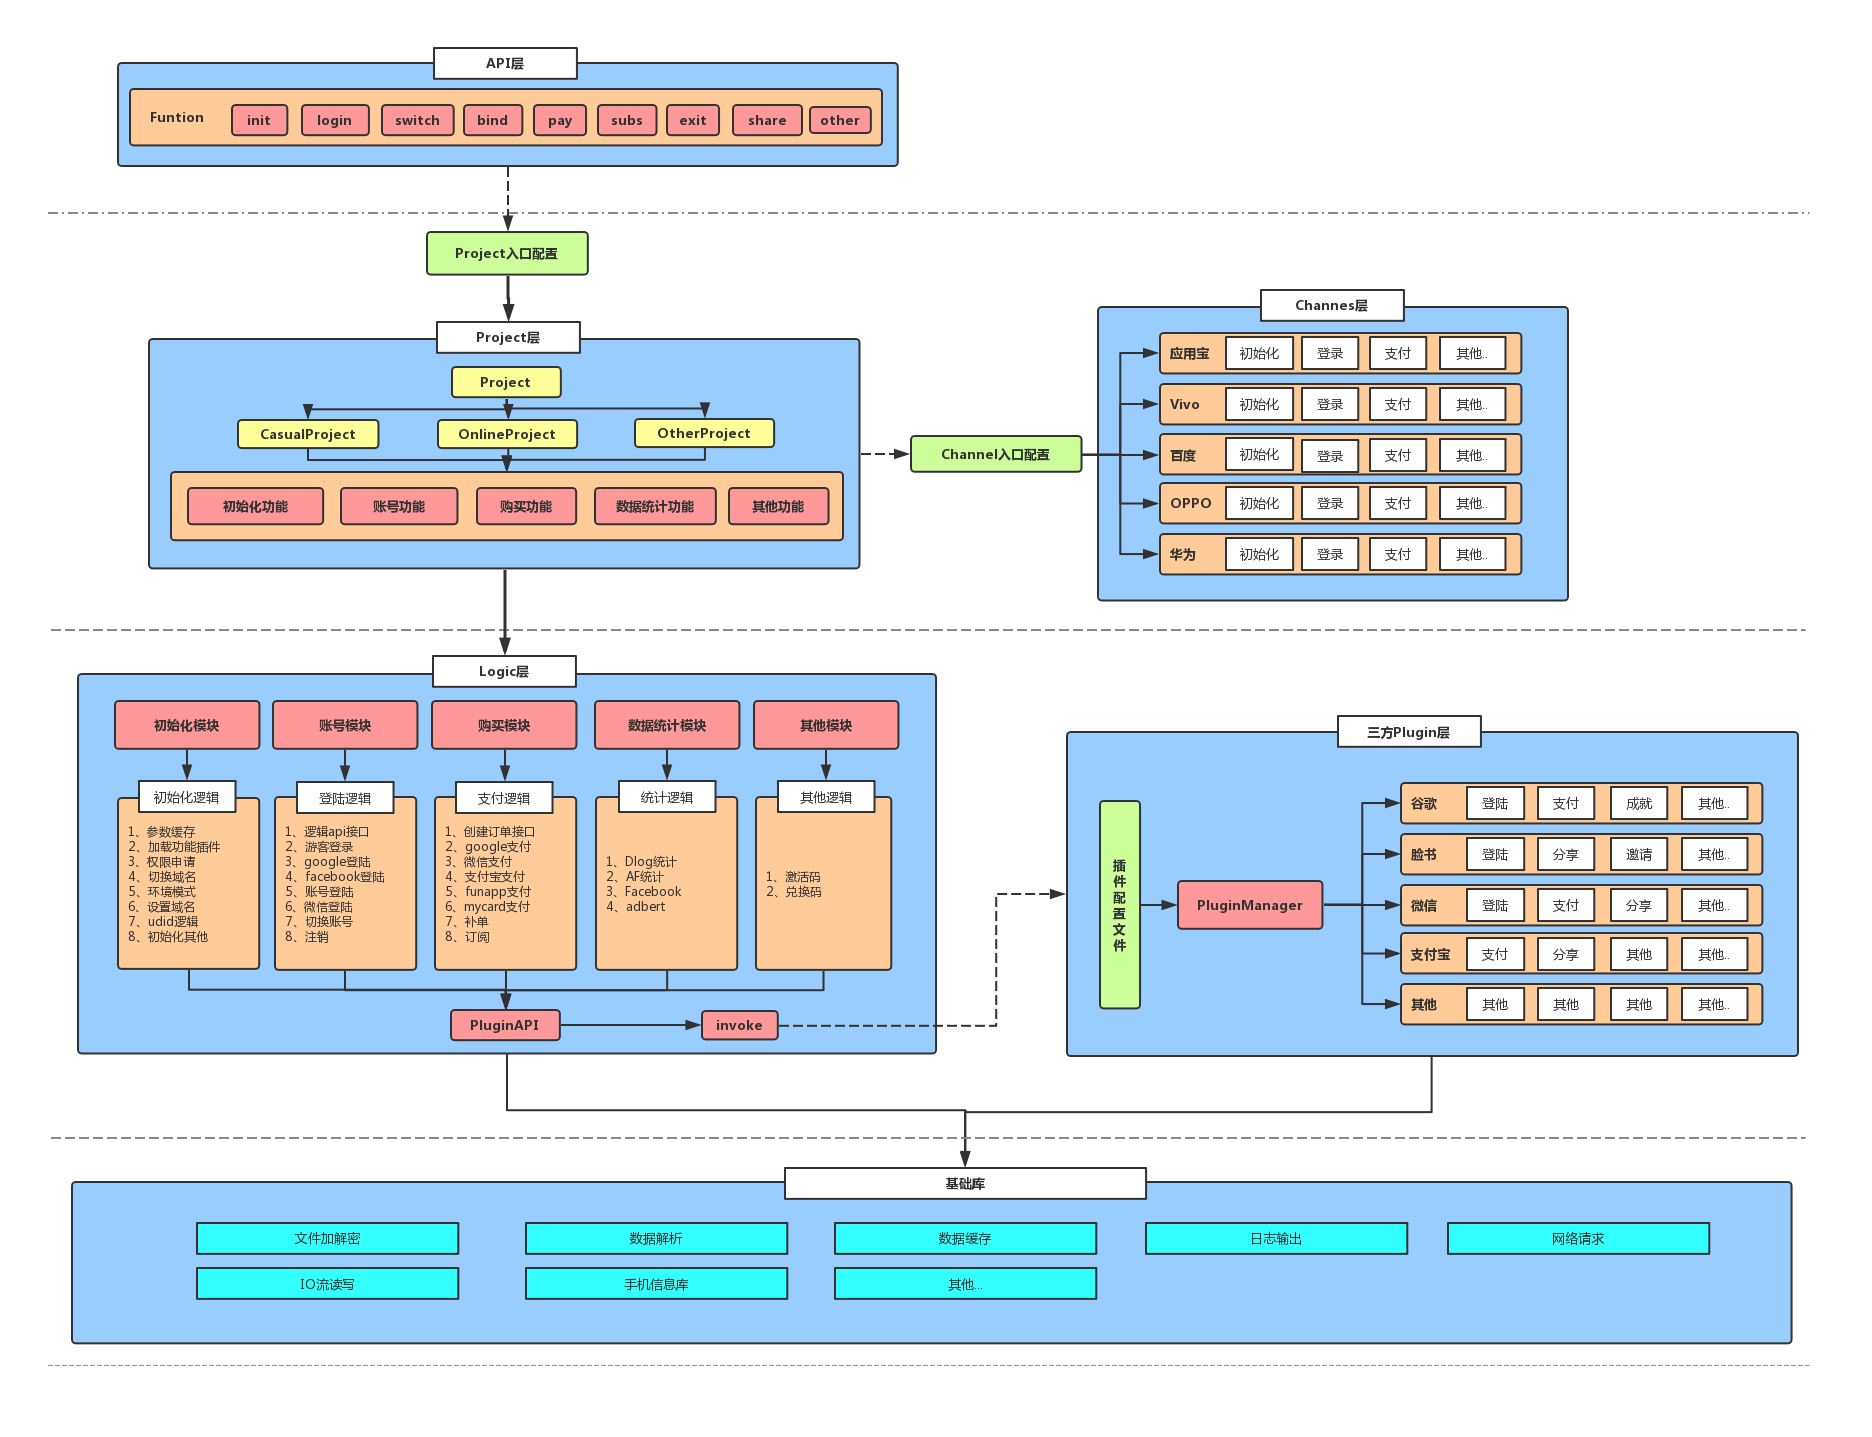 API层
Funtion
init
login
switch
bind
pay
subs
exit
share
other
Project入口配置
Project层
Project
CasualProject
OnlineProject
OtherProject
初始化功能
账号功能
购买功能
数据统计功能
其他功能
Channel入口配置
Channes层
应用宝
初始化
登录
支付
其他..
Vivo
初始化
登录
支付
其他..
百度
初始化
登录
支付
其他..
OPPO
初始化
登录
支付
其他..
华为
初始化
登录
支付
其他..
Logic层
初始化模块
账号模块
购买模块
数据统计模块
其他模块
初始化逻辑
1、参数缓存
2、加载功能插件
3、权限申请
4、切换域名
5、环境模式
6、设置域名
7、udid逻辑
8、初始化其他
登陆逻辑
1、逻辑api接口
2、游客登录
3、google登陆
4、facebook登陆
5、账号登陆
6、微信登陆
7、切换账号
8、注销
支付逻辑
1、创建订单接口
2、google支付
3、微信支付
4、支付宝支付
5、funapp支付
6、mycard支付
7、补单
8、订阅
统计逻辑
1、Dlog统计
2、AF统计
3、Facebook
4、adbert
其他逻辑
1、激活码
2、兑换码
PluginAPI
invoke
三方Plugin层
插件配置文件
PluginManager
谷歌
登陆
支付
成就
其他..
脸书
登陆
分享
邀请
其他..
微信
登陆
支付
分享
其他..
支付宝
支付
分享
其他
其他..
其他
其他
其他
其他
其他..
基础库
文件加解密
数据解析
数据缓存
日志输出
网络请求
IO流读写
手机信息库
其他...